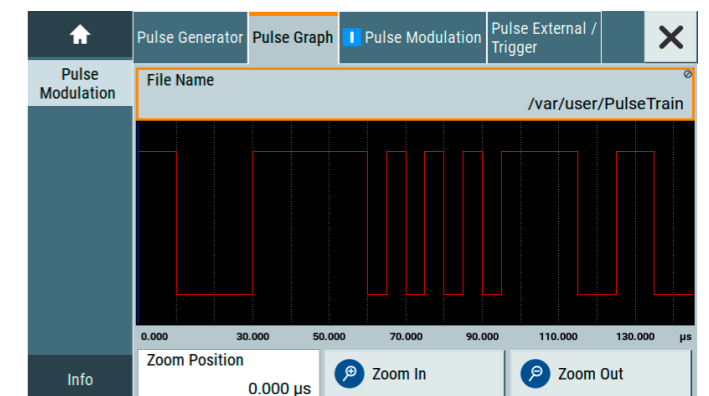 Pulse Generator
Pulse Graph
Pulse Modulation
Pulse External /
Trigger
Pulse
Modulation
File Name
/var/user/PulseTrain
0.000 30.000 50.000 70.000 90.000 110.000 130.000 µs
Zoom Position
0.000 µs
Zoom In
Zoom Out
Info